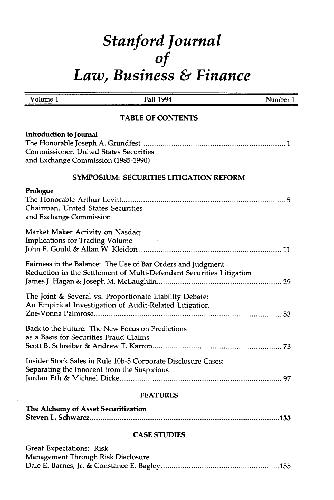 Stanford Journal
of
Law, Business & Finance
Volume 1 Fall 1994 Number 1
TABLE OF CONTENTS
Introduction to Journal
The Honorable Joseph A. Grundfest 1
Commissioner, United States Securities
and Exchange Commission (1985-1990)
SYMPOSIUM: SECURITIES LITIGATION REFORM
Prologue
The Honorable Arthur Levitt
Chairman, United States Securities
and Exchange Commission
Market Maker Activity on Nasdaq:
Implications for Trading Volume
John F. Gould & Allan W. Kleidon 11
Fairness in the Balance: The Use of Bar Orders and Judgment
Reduction in the Settlement of Multi-Defendant Securities Litigation
James J. Hagan & Joseph M. McLaughlin
The Joint & Several vs. Proportionate Liability Debate:
An Empirical Investigation of Audit-Related Litigation
Zoe-Vonna Palmrose 53
Back to the Future: The New Focus on Predictions
as a Basis for Securities Fraud Claims
Scott B. Schreiber & Andrew T. Karron 73
Insider Stock Sales in Rule 10b-5 Corporate Disclosure Cases:
Separating the Innocent from the Suspicious
Jordan Eth & Michael Dicke 97
FEATURES
The Alchemy of Asset Securitization
Steven L. Schwarcz 133
CASE STUDIES
Great Expectations: Risk
Management Through Risk Disclosure
Dale E. Barnes, Jr. & Constance E. Bagley 155